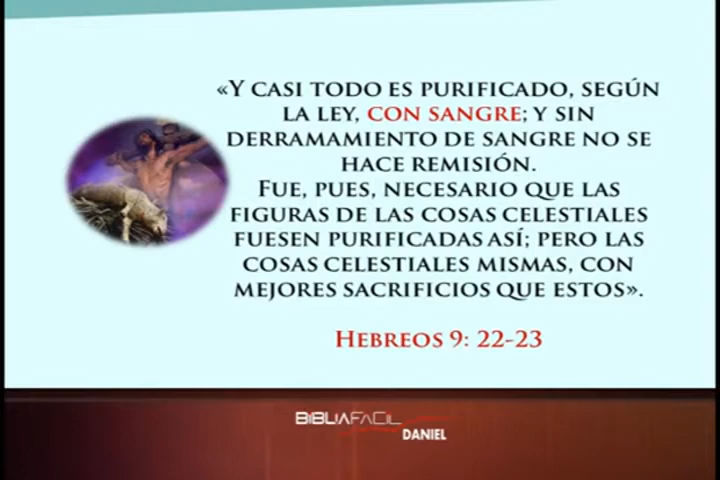 «Y CASI TODO ES PURIFICADO, SEGÚN
LA LEY, CON SANGRE; Y SIN
DERRAMAMIENTO DE SANGRE NO SE
HACE REMISIÓN.
FUE, PUES, NECESARIO QUE LAS
FIGURAS DE LAS COSAS CELESTIALES
FUESEN PURIFICADAS ASÍ; PERO LAS
COSAS CELESTIALES MISMAS, CON
MEJORES SACRIFICIOS QUE ESTOS».
HEBREOS 9: 22-23
BIBLIAFACIL
DANIEL